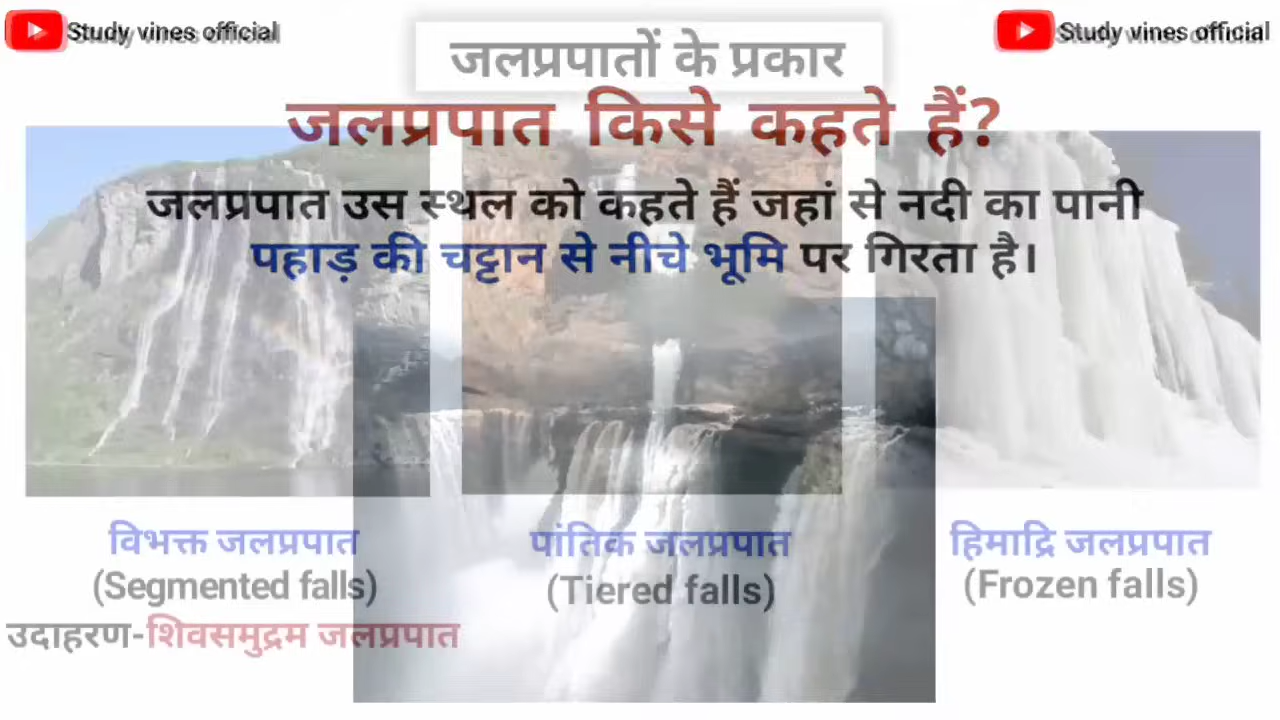 Study vines official
Study vines official
जलप्रपातों के प्रकार
जलप्रपात किसे कहते हैं?
जलप्रपात उस स्थल को कहते हैं जहां से नदी का पानी
पहाड़ की चट्टान से नीचे भूमि पर गिरता है।
विभक्त जलप्रपात
(Segmented falls)
उदाहरण-शिवसमुद्रम जलप्रपात
पांतिक जलप्रपात
(Tiered falls)
हिमाद्रि जलप्रपात
(Frozen falls)